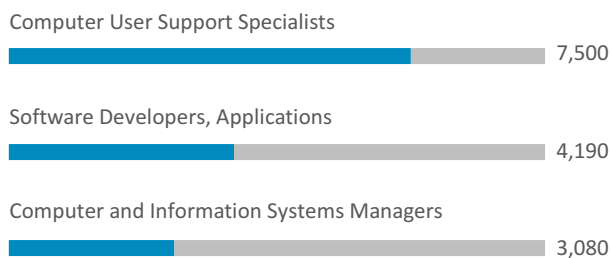 Computer User Support Specialists
7,500
Software Developers, Applications
4,190
Computer and Information Systems Managers
3,080